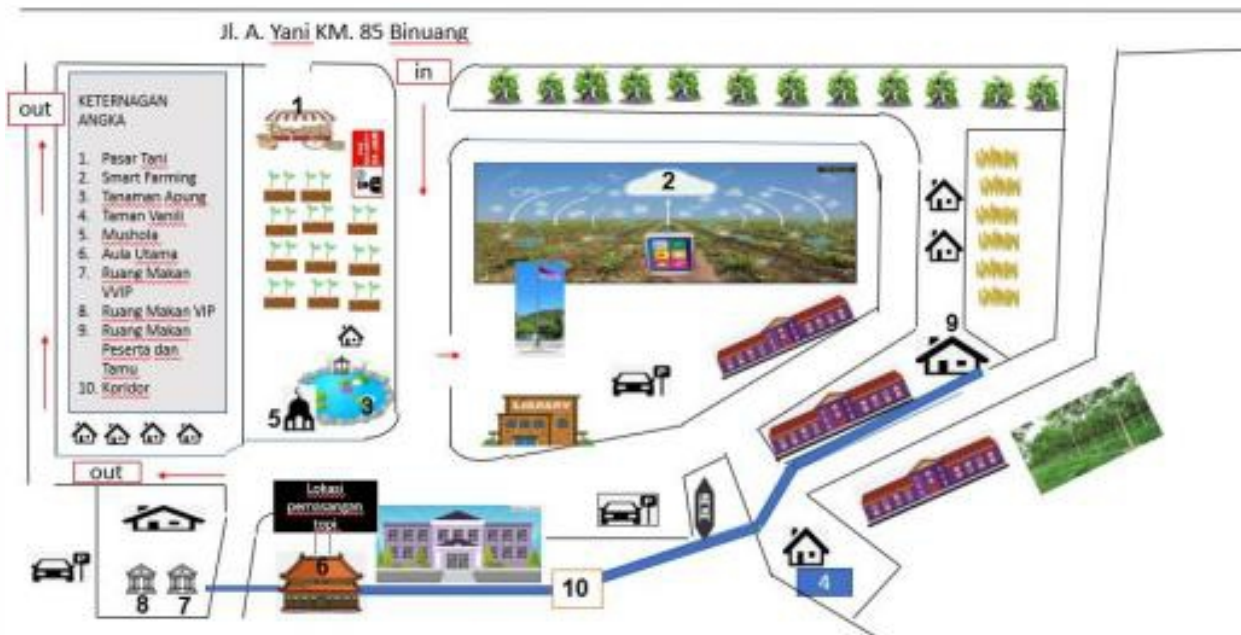 Jl. A. Yani KM. 85 Binuang
in
out
KETERNAGAN
ANGKA
1. Pasar Tani
2. Smart Farming
3. Tanaman Apung
4. Taman Vanili
5. Mushola
6. Aula Utama
7. Ruang Makan
VVIP
8. Ruang Makan VIP
9. Ruang Makan
Peserta dan
Tamu
10. Koridor
1
2
9
3
5
LIBRARY
out
Lokasi
pemasangan
topi
6
10
4
8
7
P
P
P